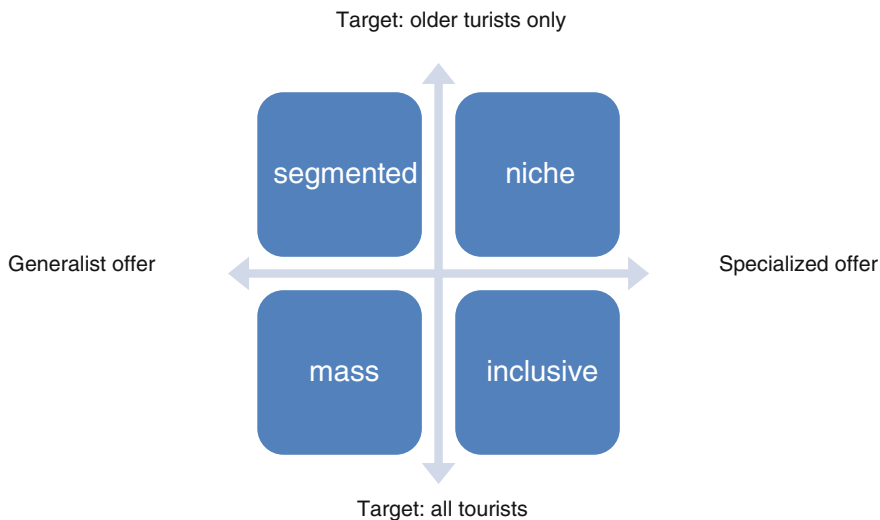 Target: older turists only
segmented
niche
Generalist offer
Specialized offer
mass
inclusive
Target: all tourists